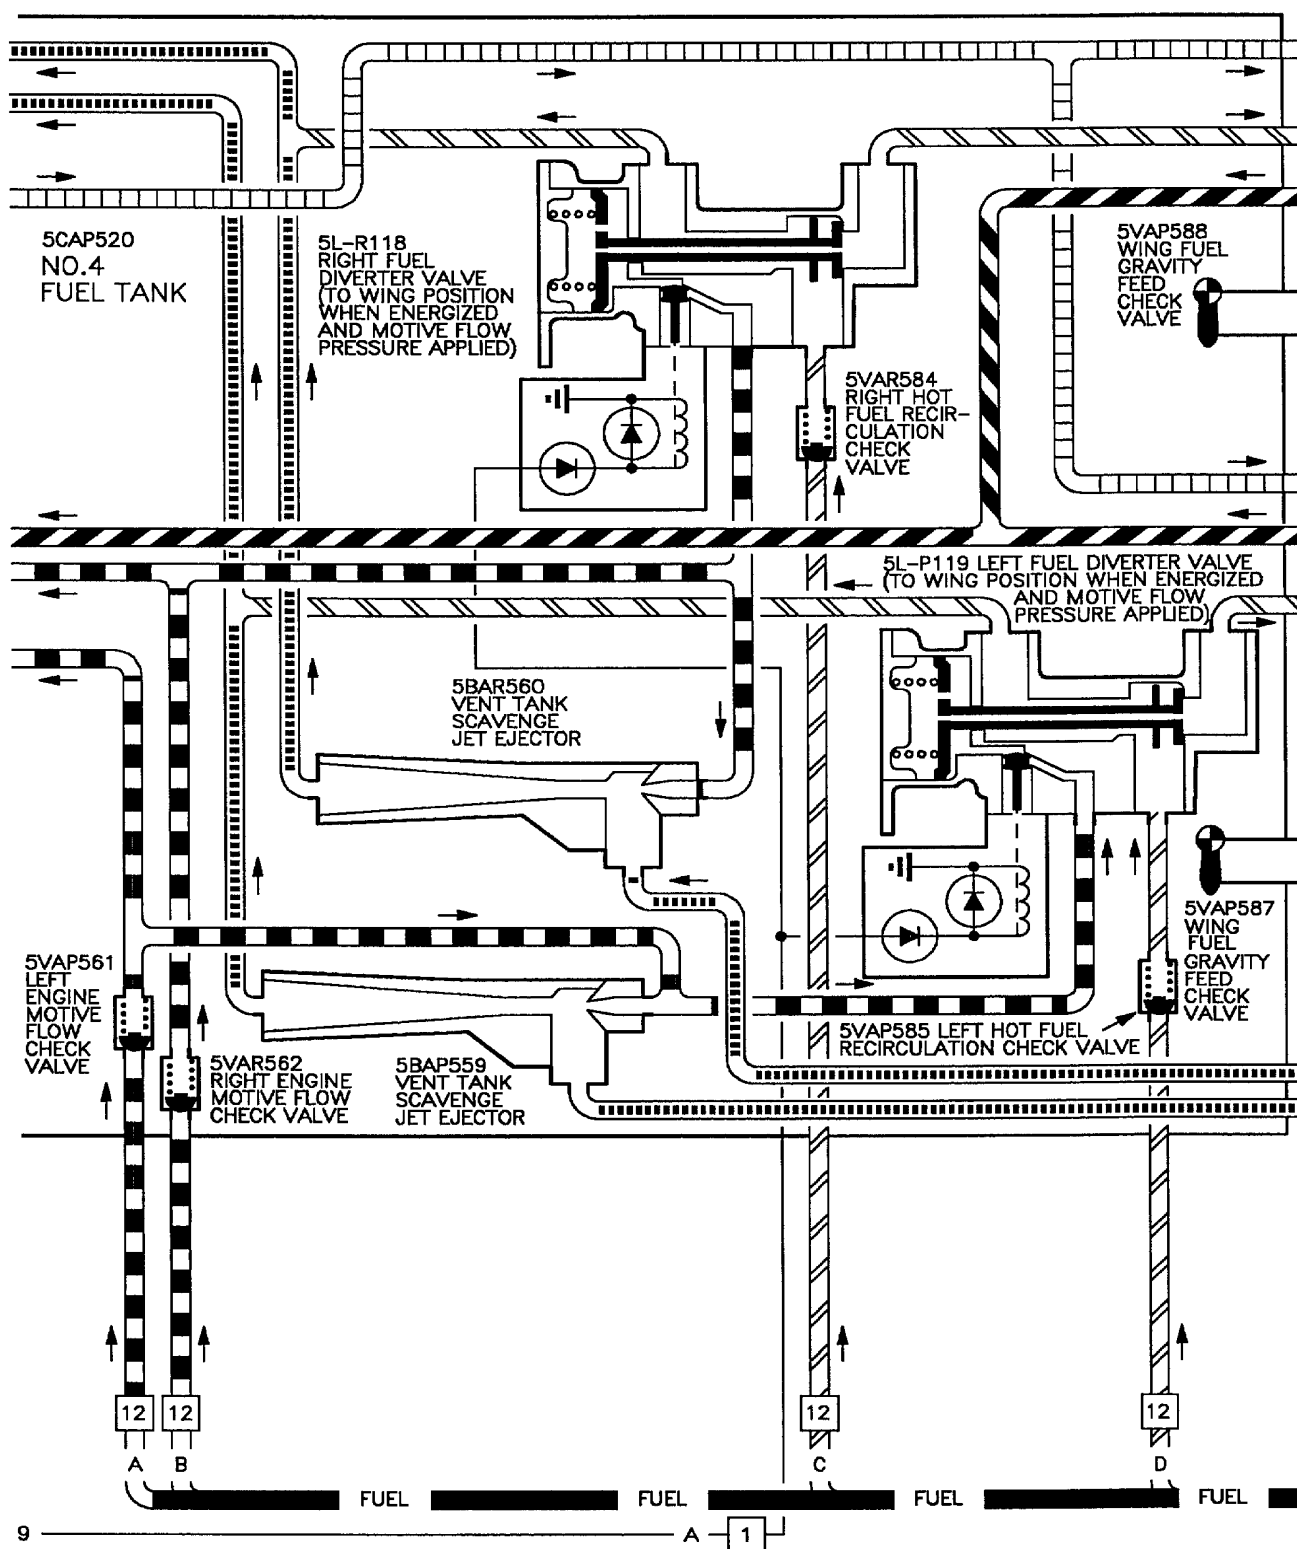 5CAP520
NO.4
FUEL TANK
5L-R118
RIGHT FUEL
DIVERTER VALVE
(TO WING POSITION
WHEN ENERGIZED
AND MOTIVE FLOW
PRESSURE APPLIED)
5VAP588
WING FUEL
GRAVITY
FEED
CHECK
VALVE
5VAR584
RIGHT HOT
FUEL RECIR-
CULATION
CHECK
VALVE
5L-P119 LEFT FUEL DIVERTER VALVE
(TO WING POSITION WHEN ENERGIZED
AND MOTIVE FLOW
PRESSURE APPLIED)
5BAR560
VENT TANK
SCAVENGE
JET EJECTOR
5VAP587
WING
FUEL
GRAVITY
FEED
CHECK
VALVE
5VAP561
LEFT
ENGINE
MOTIVE
FLOW
CHECK
VALVE
5VAP585 LEFT HOT FUEL
RECIRCULATION CHECK VALVE
5VAR562
RIGHT ENGINE
MOTIVE FLOW
CHECK VALVE
5BAP559
VENT TANK
SCAVENGE
JET EJECTOR
12 12 12 12
A B C D
FUEL FUEL FUEL FUEL
9 A 1